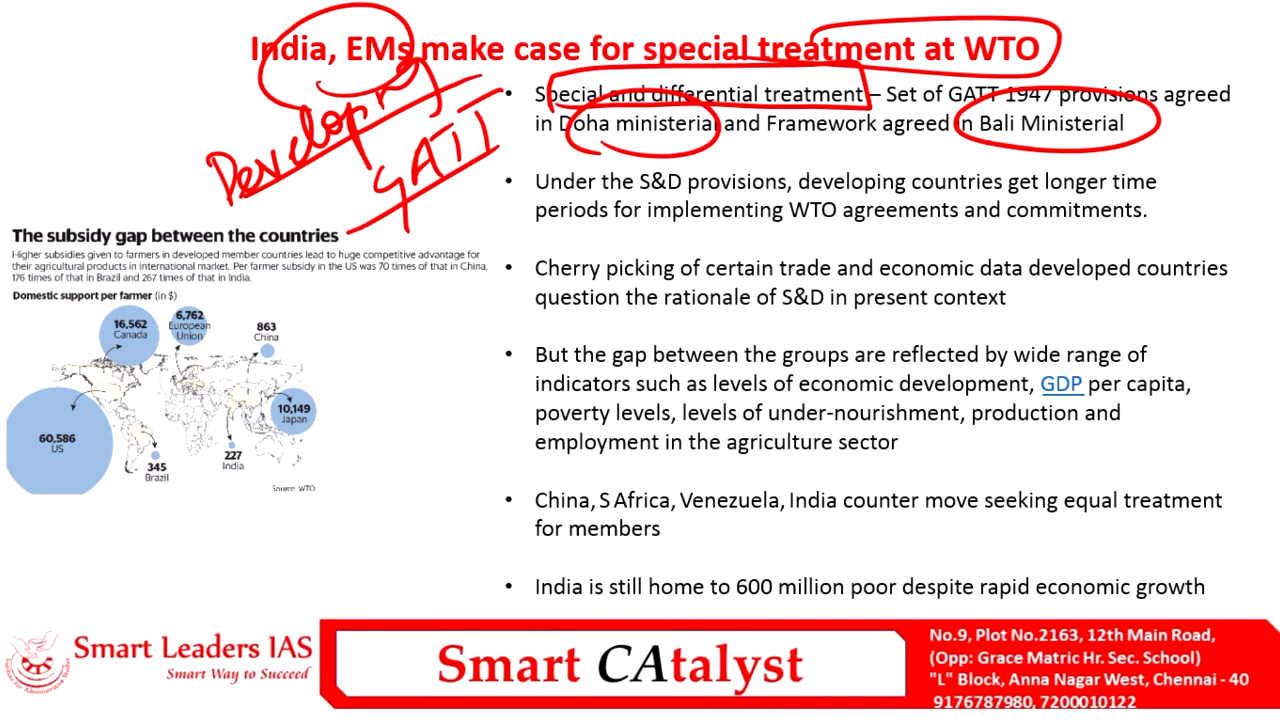 India, EMs make case for special treatment at WTO
Developing
GATT
• Special and differential treatment – Set of GATT 1947 provisions agreed
in Doha ministerial and Framework agreed in Bali Ministerial
• Under the S&D provisions, developing countries get longer time
periods for implementing WTO agreements and commitments.
• Cherry picking of certain trade and economic data developed countries
question the rationale of S&D in present context
• But the gap between the groups are reflected by wide range of
indicators such as levels of economic development, GDP per capita,
poverty levels, levels of under-nourishment, production and
employment in the agriculture sector
• China, S Africa, Venezuela, India counter move seeking equal treatment
for members
• India is still home to 600 million poor despite rapid economic growth
The subsidy gap between the countries
Higher subsidies given to farmers in developed member countries lead to huge competitive advantage for
their agricultural products in international market. Per farmer subsidy in the US was 70 times of that in China,
176 times of that in Brazil and 267 times of that in India.
Domestic support per farmer (in $)
16,562
Canada
6,762
European
Union
863
China
10,149
Japan
60,586
US
345
Brazil
227
India
Source: WTO
Smart Leaders IAS
Smart Way to Succeed
Smart CAtalyst
No.9, Plot No.2163, 12th Main Road,
(Opp: Grace Matric Hr. Sec. School)
"L" Block, Anna Nagar West, Chennai - 40
9176787980, 7200010122